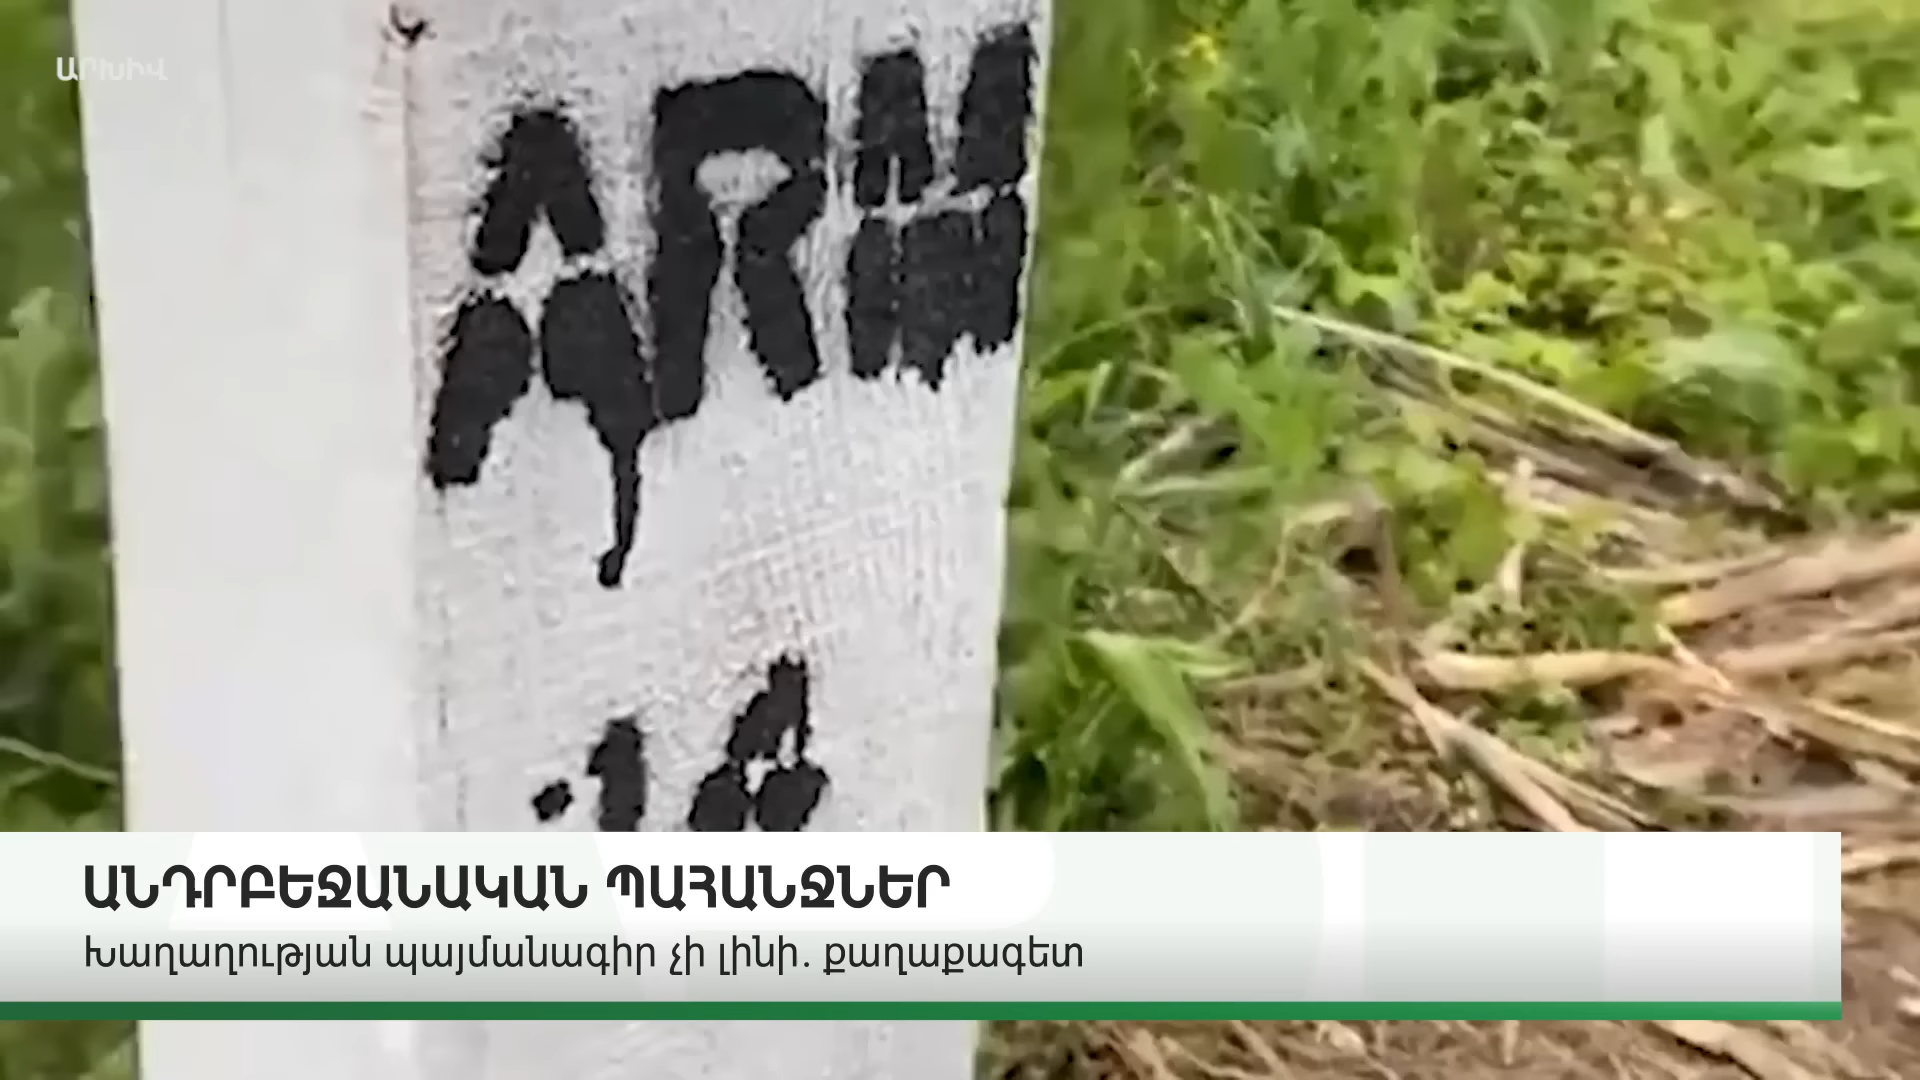 ԱՐԽԻՎ
ARM
ԱՆԴՐԲԵՋԱՆԱԿԱՆ ՊԱՀԱՆՋՆԵՐ
Խաղաղության պայմանագիր չի լինի. քաղաքագետ